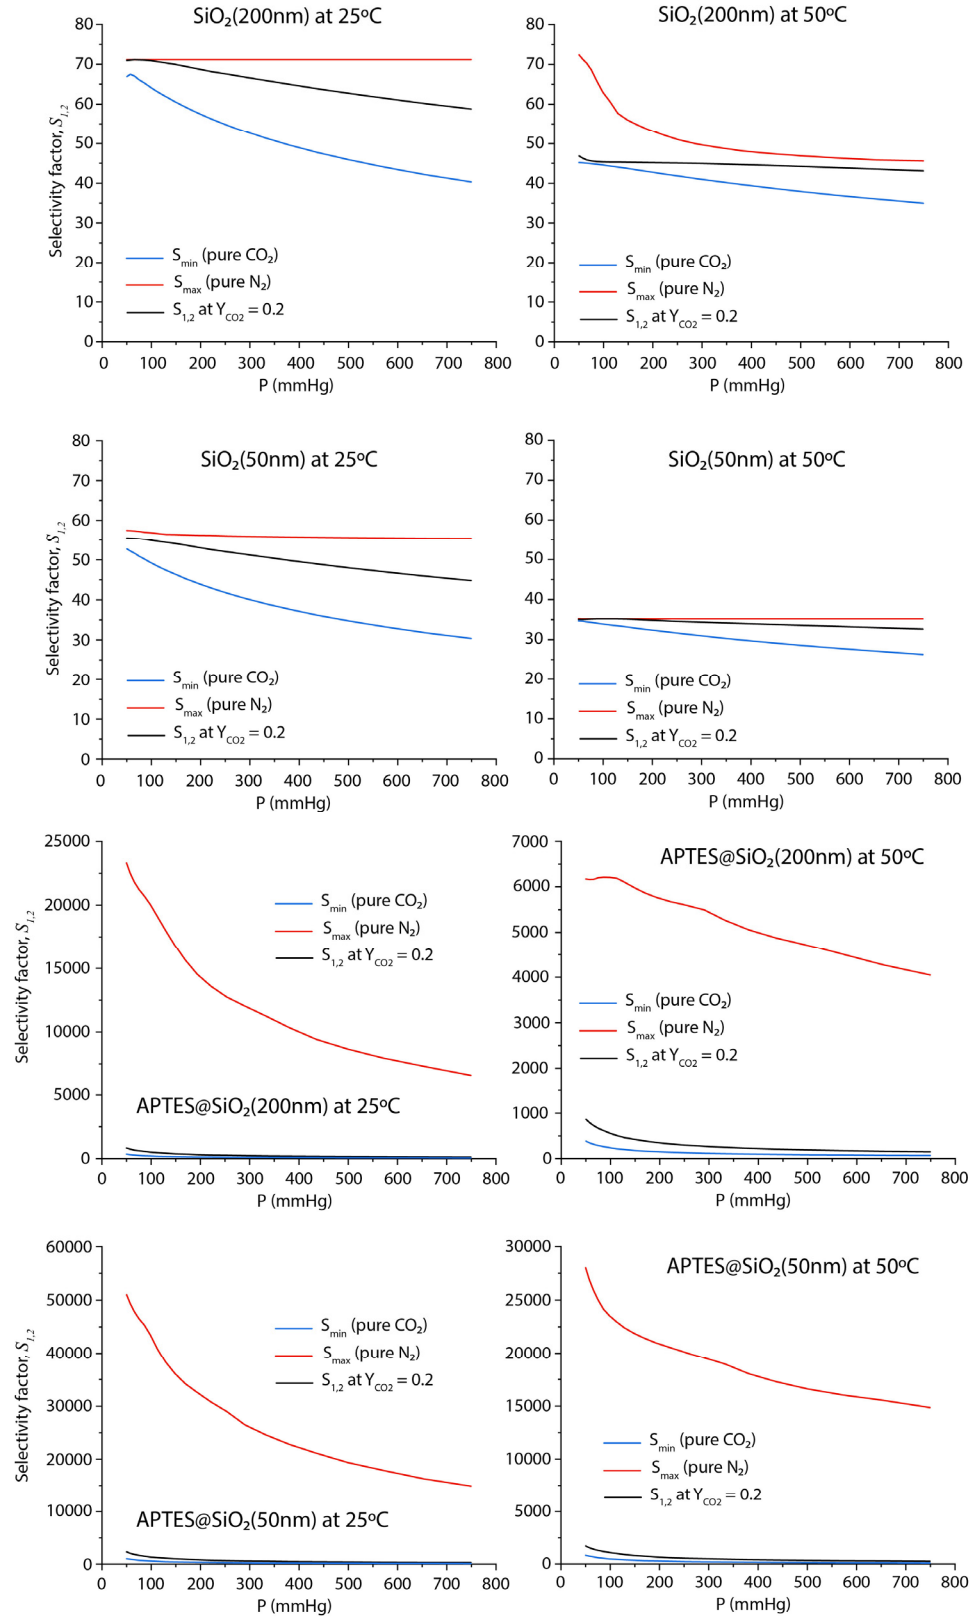 SiO₂(200nm) at 25ºC
Selectivity factor, S1,2
80
70
60
50
40
30
20
10
0
Smin (pure CO₂)
Smax (pure N₂)
S1,2 at YCO2 = 0.2
0 100 200 300 400 500 600 700 800
P (mmHg)
SiO₂(200nm) at 50ºC
80
70
60
50
40
30
20
10
0
Smin (pure CO₂)
Smax (pure N₂)
S1,2 at YCO2 = 0.2
0 100 200 300 400 500 600 700 800
P (mmHg)
SiO₂(50nm) at 25ºC
Selectivity factor, S1,2
80
70
60
50
40
30
20
10
0
Smin (pure CO₂)
Smax (pure N₂)
S1,2 at YCO2 = 0.2
0 100 200 300 400 500 600 700 800
P (mmHg)
SiO₂(50nm) at 50ºC
80
70
60
50
40
30
20
10
0
Smin (pure CO₂)
Smax (pure N₂)
S1,2 at YCO2 = 0.2
0 100 200 300 400 500 600 700 800
P (mmHg)
Selectivity factor, S1,2
25000
20000
15000
10000
5000
0
Smin (pure CO₂)
Smax (pure N₂)
S1,2 at YCO2 = 0.2
APTES@SiO₂(200nm) at 25ºC
0 100 200 300 400 500 600 700 800
P (mmHg)
APTES@SiO₂(200nm) at 50ºC
7000
6000
5000
4000
3000
2000
1000
0
Smin (pure CO₂)
Smax (pure N₂)
S1,2 at YCO2 = 0.2
0 100 200 300 400 500 600 700 800
P (mmHg)
Selectivity factor, S1,2
60000
50000
40000
30000
20000
10000
0
Smin (pure CO₂)
Smax (pure N₂)
S1,2 at YCO2 = 0.2
APTES@SiO₂(50nm) at 25ºC
0 100 200 300 400 500 600 700 800
P (mmHg)
APTES@SiO₂(50nm) at 50ºC
30000
25000
20000
15000
10000
5000
0
Smin (pure CO₂)
Smax (pure N₂)
S1,2 at YCO2 = 0.2
0 100 200 300 400 500 600 700 800
P (mmHg)